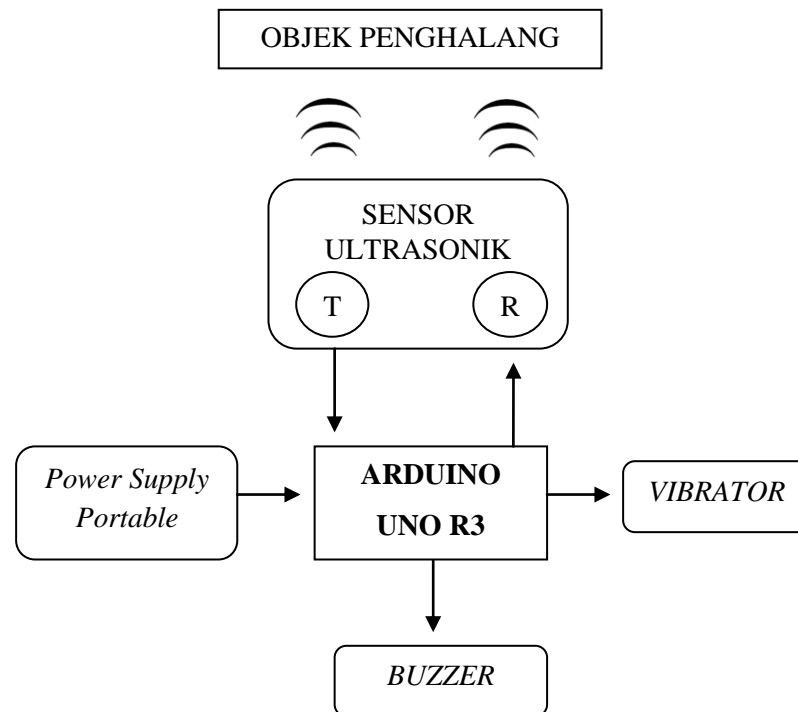 OBJEK PENGHALANG
SENSOR
ULTRASONIK
T
R
Power Supply
Portable
ARDUINO
UNO R3
VIBRATOR
BUZZER